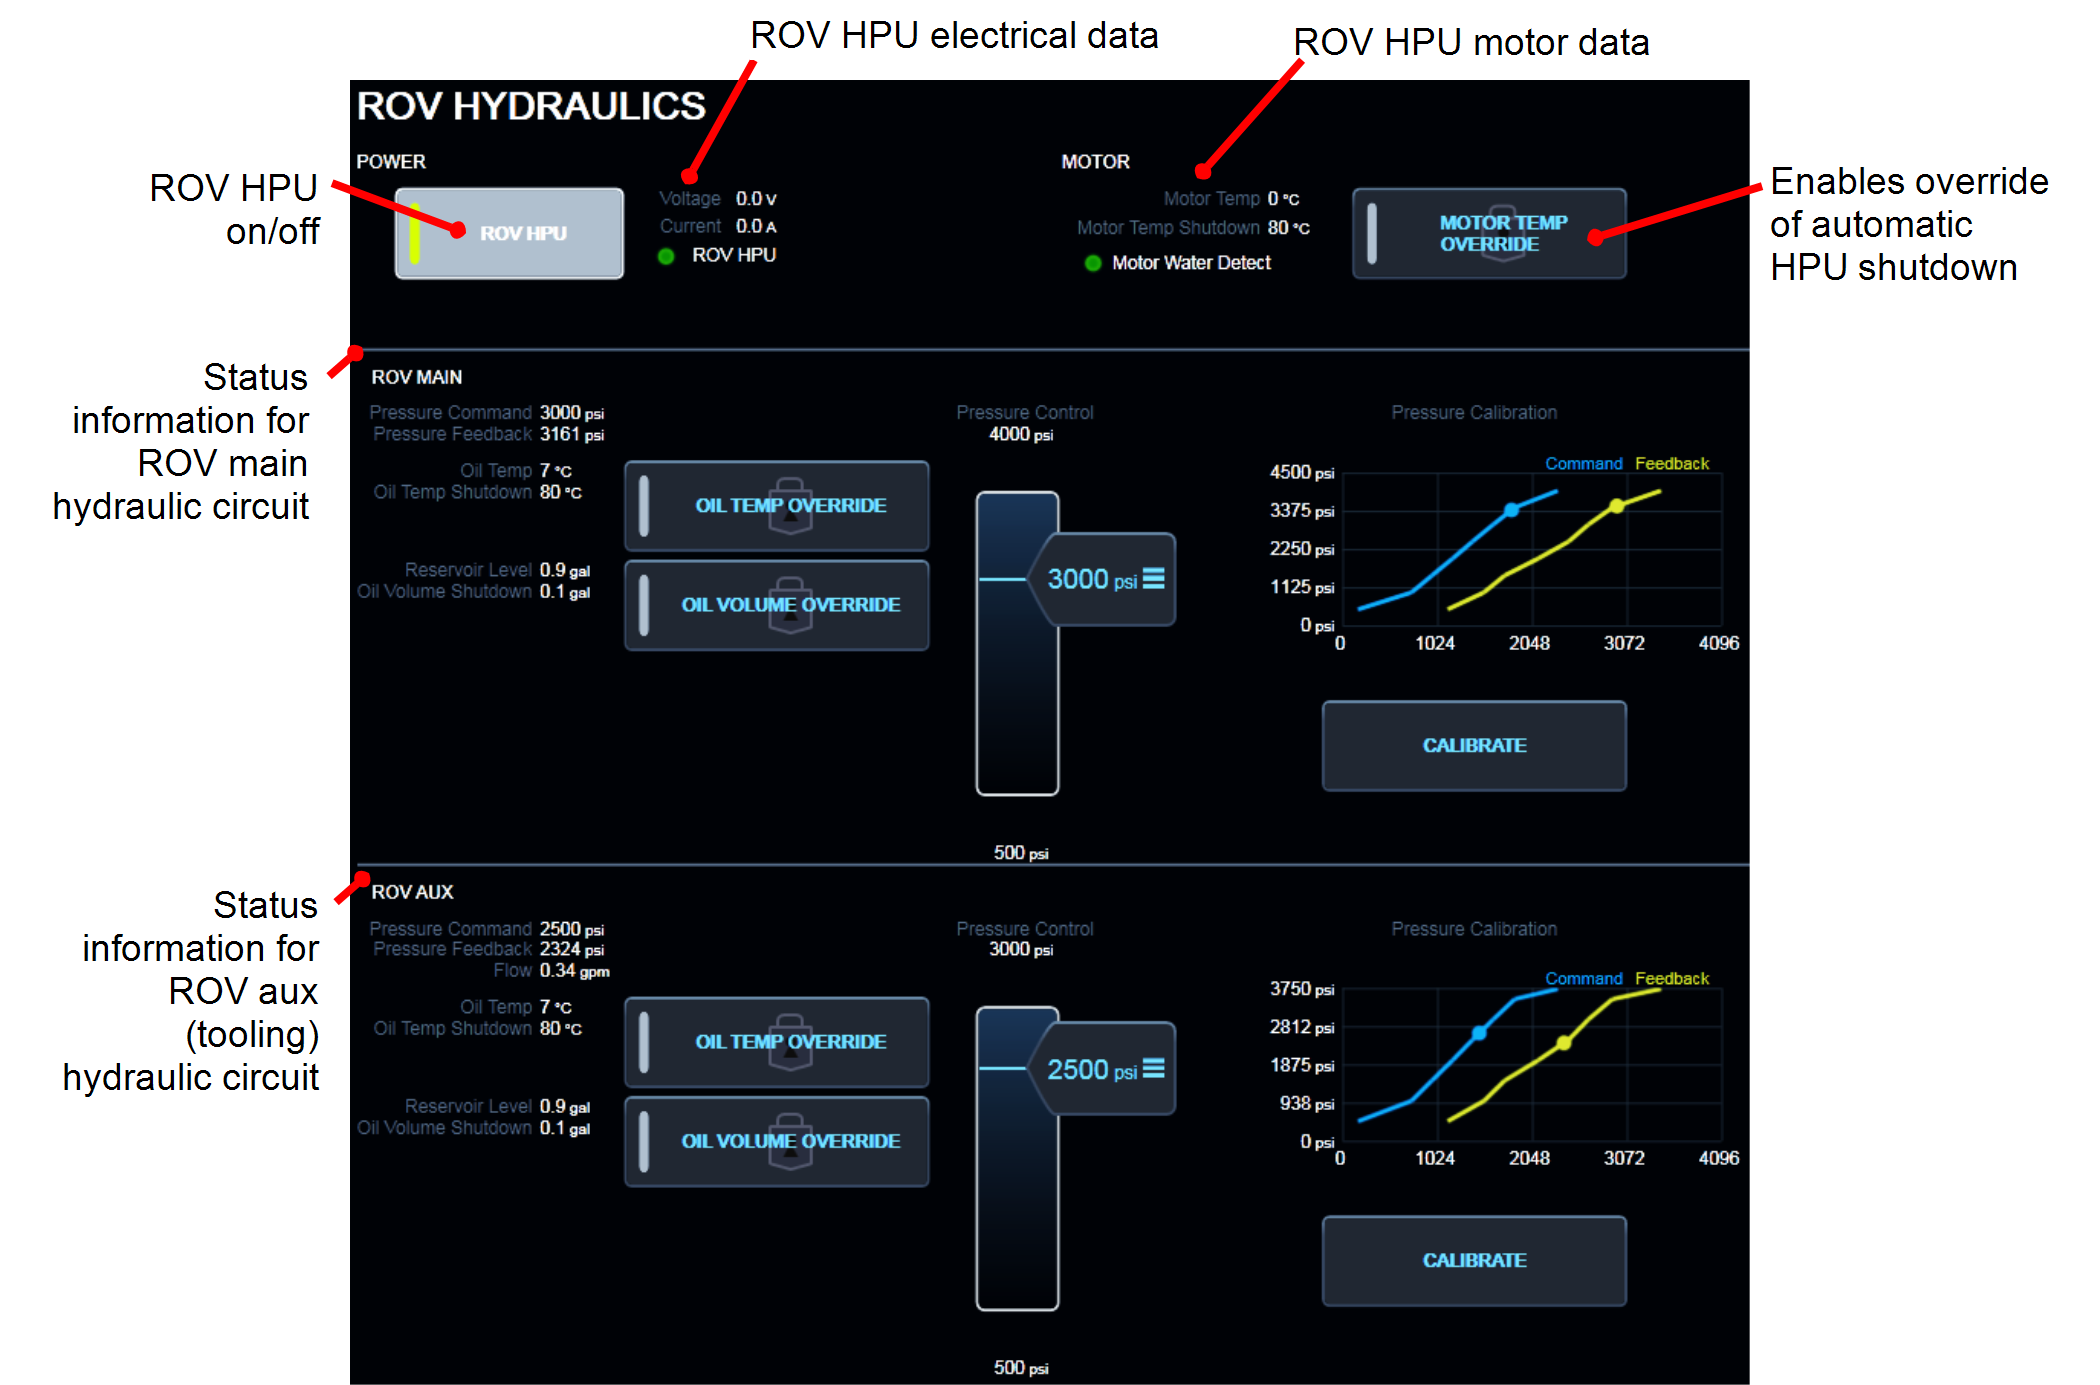 ROV HPU electrical data
ROV HPU motor data
ROV HYDRAULICS
POWER
MOTOR
ROV HPU
on/off
ROV HPU
Voltage 0.0 V
Current 0.0 A
ROV HPU
Motor Temp 0 °C
Motor Temp Shutdown 80 °C
Motor Water Detect
MOTOR TEMP
OVERRIDE
Enables override
of automatic
HPU shutdown
Status
information for
ROV main
hydraulic circuit
ROV MAIN
Pressure Command 3000 psi
Pressure Feedback 3161 psi
Oil Temp 7 °C
Oil Temp Shutdown 80 °C
OIL TEMP OVERRIDE
Reservoir Level 0.9 gal
Oil Volume Shutdown 0.1 gal
OIL VOLUME OVERRIDE
Pressure Control
4000 psi
3000 psi
500 psi
Pressure Calibration
Command Feedback
4500 psi
3375 psi
2250 psi
1125 psi
0 psi
0 1024 2048 3072 4096
CALIBRATE
Status
information for
ROV aux
(tooling)
hydraulic circuit
ROV AUX
Pressure Command 2500 psi
Pressure Feedback 2324 psi
Flow 0.34 gpm
Oil Temp 7 °C
Oil Temp Shutdown 80 °C
OIL TEMP OVERRIDE
Reservoir Level 0.9 gal
Oil Volume Shutdown 0.1 gal
OIL VOLUME OVERRIDE
Pressure Control
3000 psi
2500 psi
500 psi
Pressure Calibration
Command Feedback
3750 psi
2812 psi
1875 psi
938 psi
0 psi
0 1024 2048 3072 4096
CALIBRATE